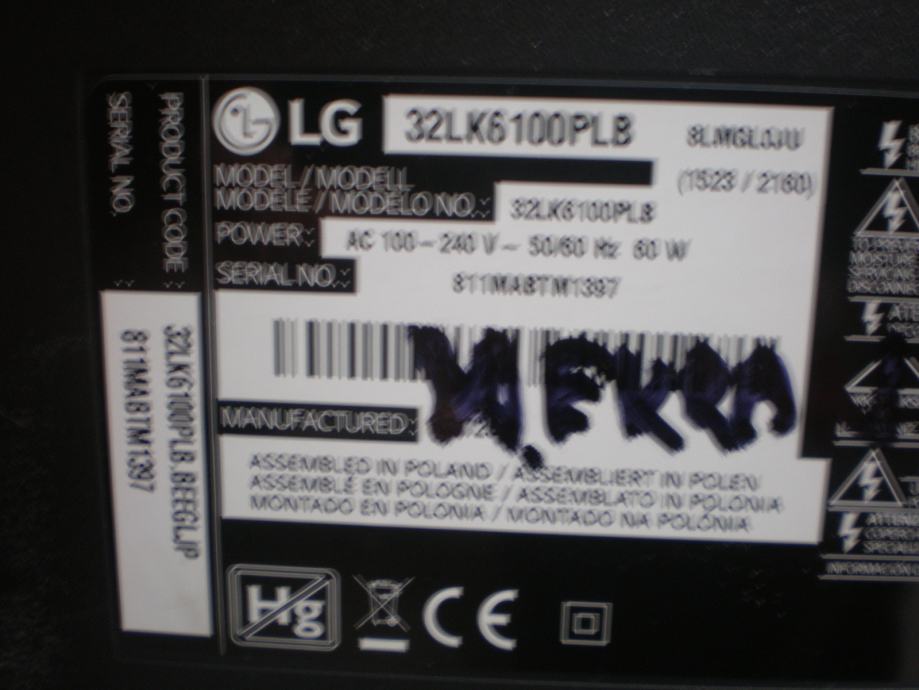 PRODUCT CODE :
SERIAL NO. :
32LK6100PLB.BEEGLJP
811MABTM1397
LG 32LK6100PLB
(1523 / 2160)
MODEL / MODELL
MODÈLE / MODELO NO. : 32LK6100PLB
POWER : AC 100 ~ 240 V ~ 50/60 Hz 60 W
SERIAL NO. : 811MABTM1397
MANUFACTURED :
ASSEMBLED IN POLAND / ASSEMBLIERT IN POLEN
ASSEMBLÉ EN POLOGNE / ASSEMBLATO IN POLONIA
MONTADO EN POLONIA / MONTADO NA POLÓNIA
Hg
CE